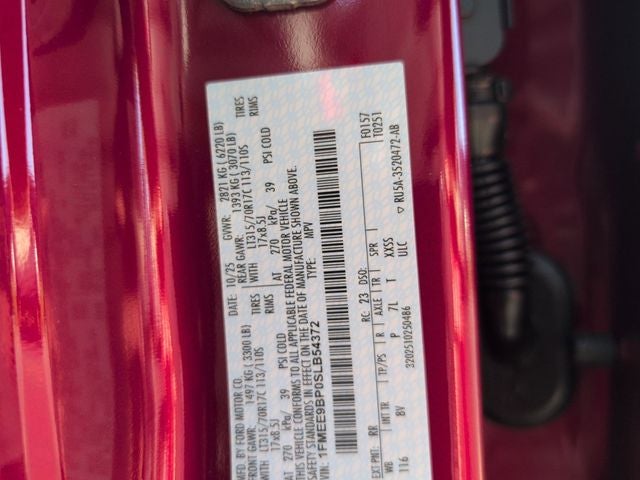 MFD. BY FORD MOTOR CO.
DATE: 10/25 GVWR: 2821 KG ( 6220 LB)
FRONT GAWR: 1497 KG ( 3300 LB) REAR GAWR: 1393 KG ( 3070 LB)
WITH LT315/70R17C 113/110S TIRES WITH LT315/70R17C 113/110S TIRES
17x8.5J RIMS 17x8.5J RIMS
AT 270 kPa/ 39 PSI COLD AT 270 kPa/ 39 PSI COLD
THIS VEHICLE CONFORMS TO ALL APPLICABLE FEDERAL MOTOR VEHICLE
SAFETY STANDARDS IN EFFECT ON THE DATE OF MANUFACTURE SHOWN ABOVE.
VIN: 1FMEE9BP0SLB54372 TYPE: MPV
F0157
T0251
EXT PNT: RR RC: 23 DSO:
WB INT TR TP/PS R AXLE TR SPR
116 8V P 7L T XXSS
ULC
3202510250486 ▽ RU5A-3520472-AB